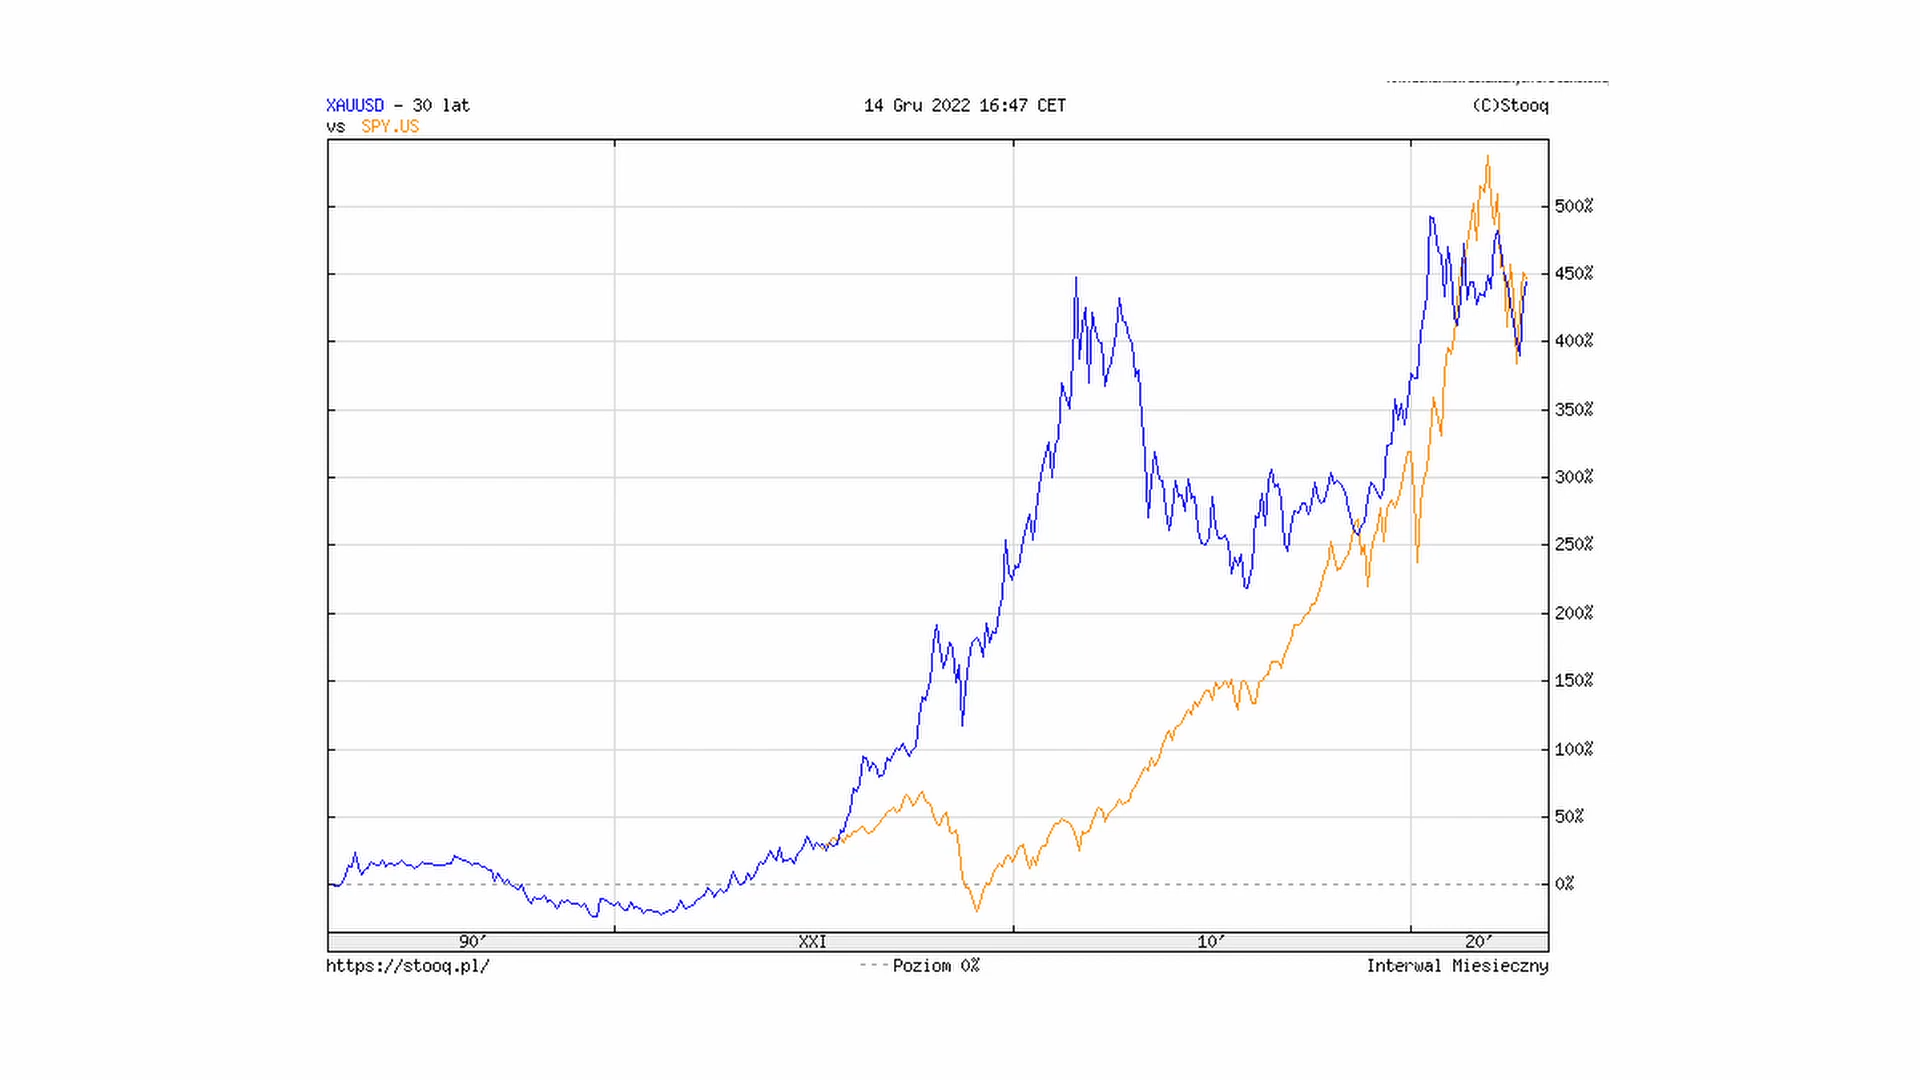 XAUUSD - 30 lat 14 Gru 2022 16:47 CET (C)Stooq
vs SPY.US
500%
450%
400%
350%
300%
250%
200%
150%
100%
50%
0%
90' XXI 10' 20'
https://stooq.pl/ ---Poziom 0% Interwal Miesieczny